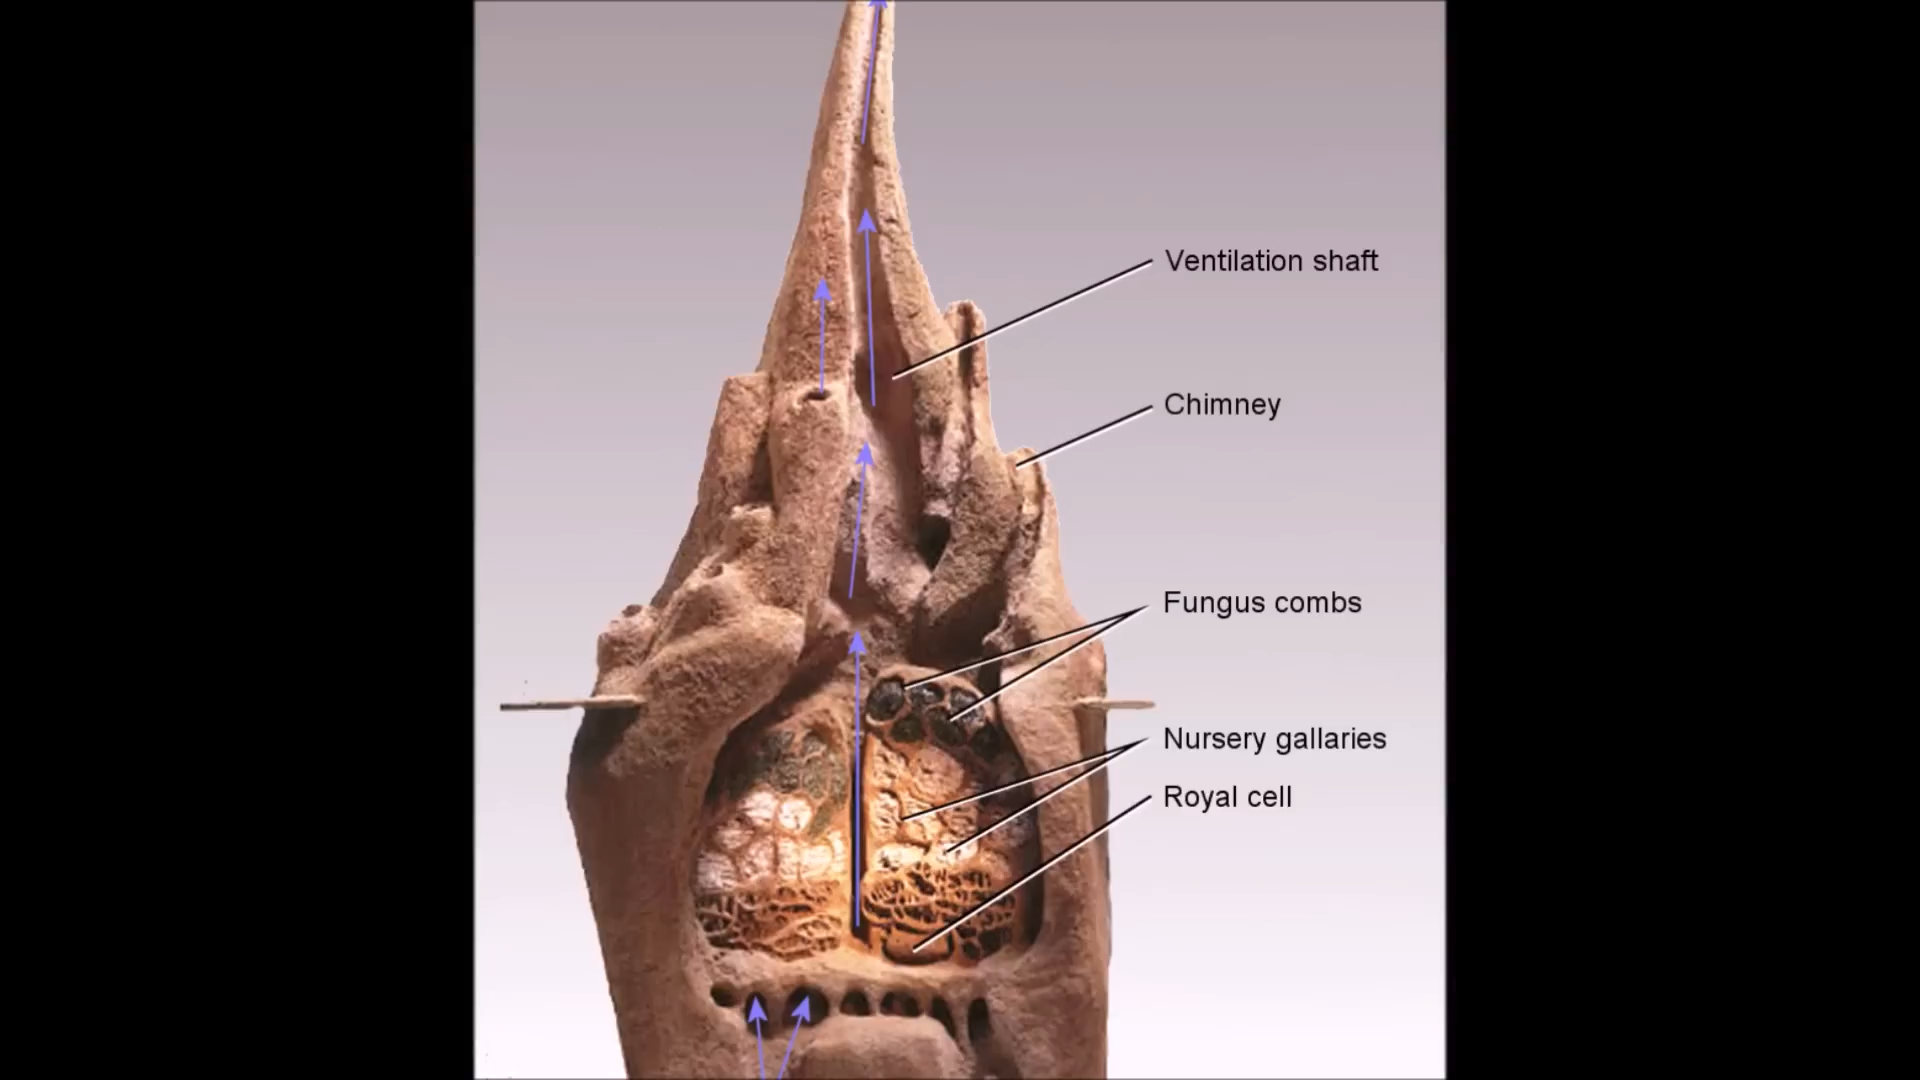 Ventilation shaft
Chimney
Fungus combs
Nursery gallaries
Royal cell